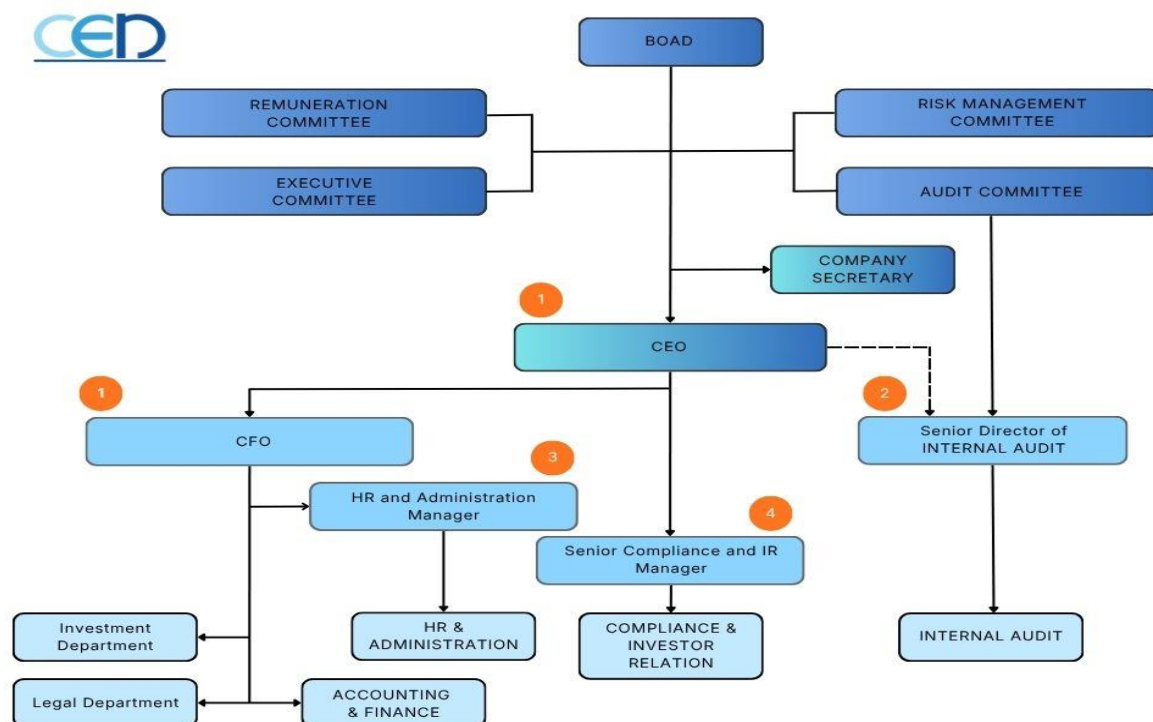 CEN
BOAD
REMUNERATION
COMMITTEE
RISK MANAGEMENT
COMMITTEE
EXECUTIVE
COMMITTEE
AUDIT COMMITTEE
COMPANY
SECRETARY
1
CEO
1
CFO
2
Senior Director of
INTERNAL AUDIT
3
HR and Administration
Manager
4
Senior Compliance and IR
Manager
Investment
Department
HR &
ADMINISTRATION
COMPLIANCE &
INVESTOR
RELATION
INTERNAL AUDIT
Legal Department
ACCOUNTING
& FINANCE